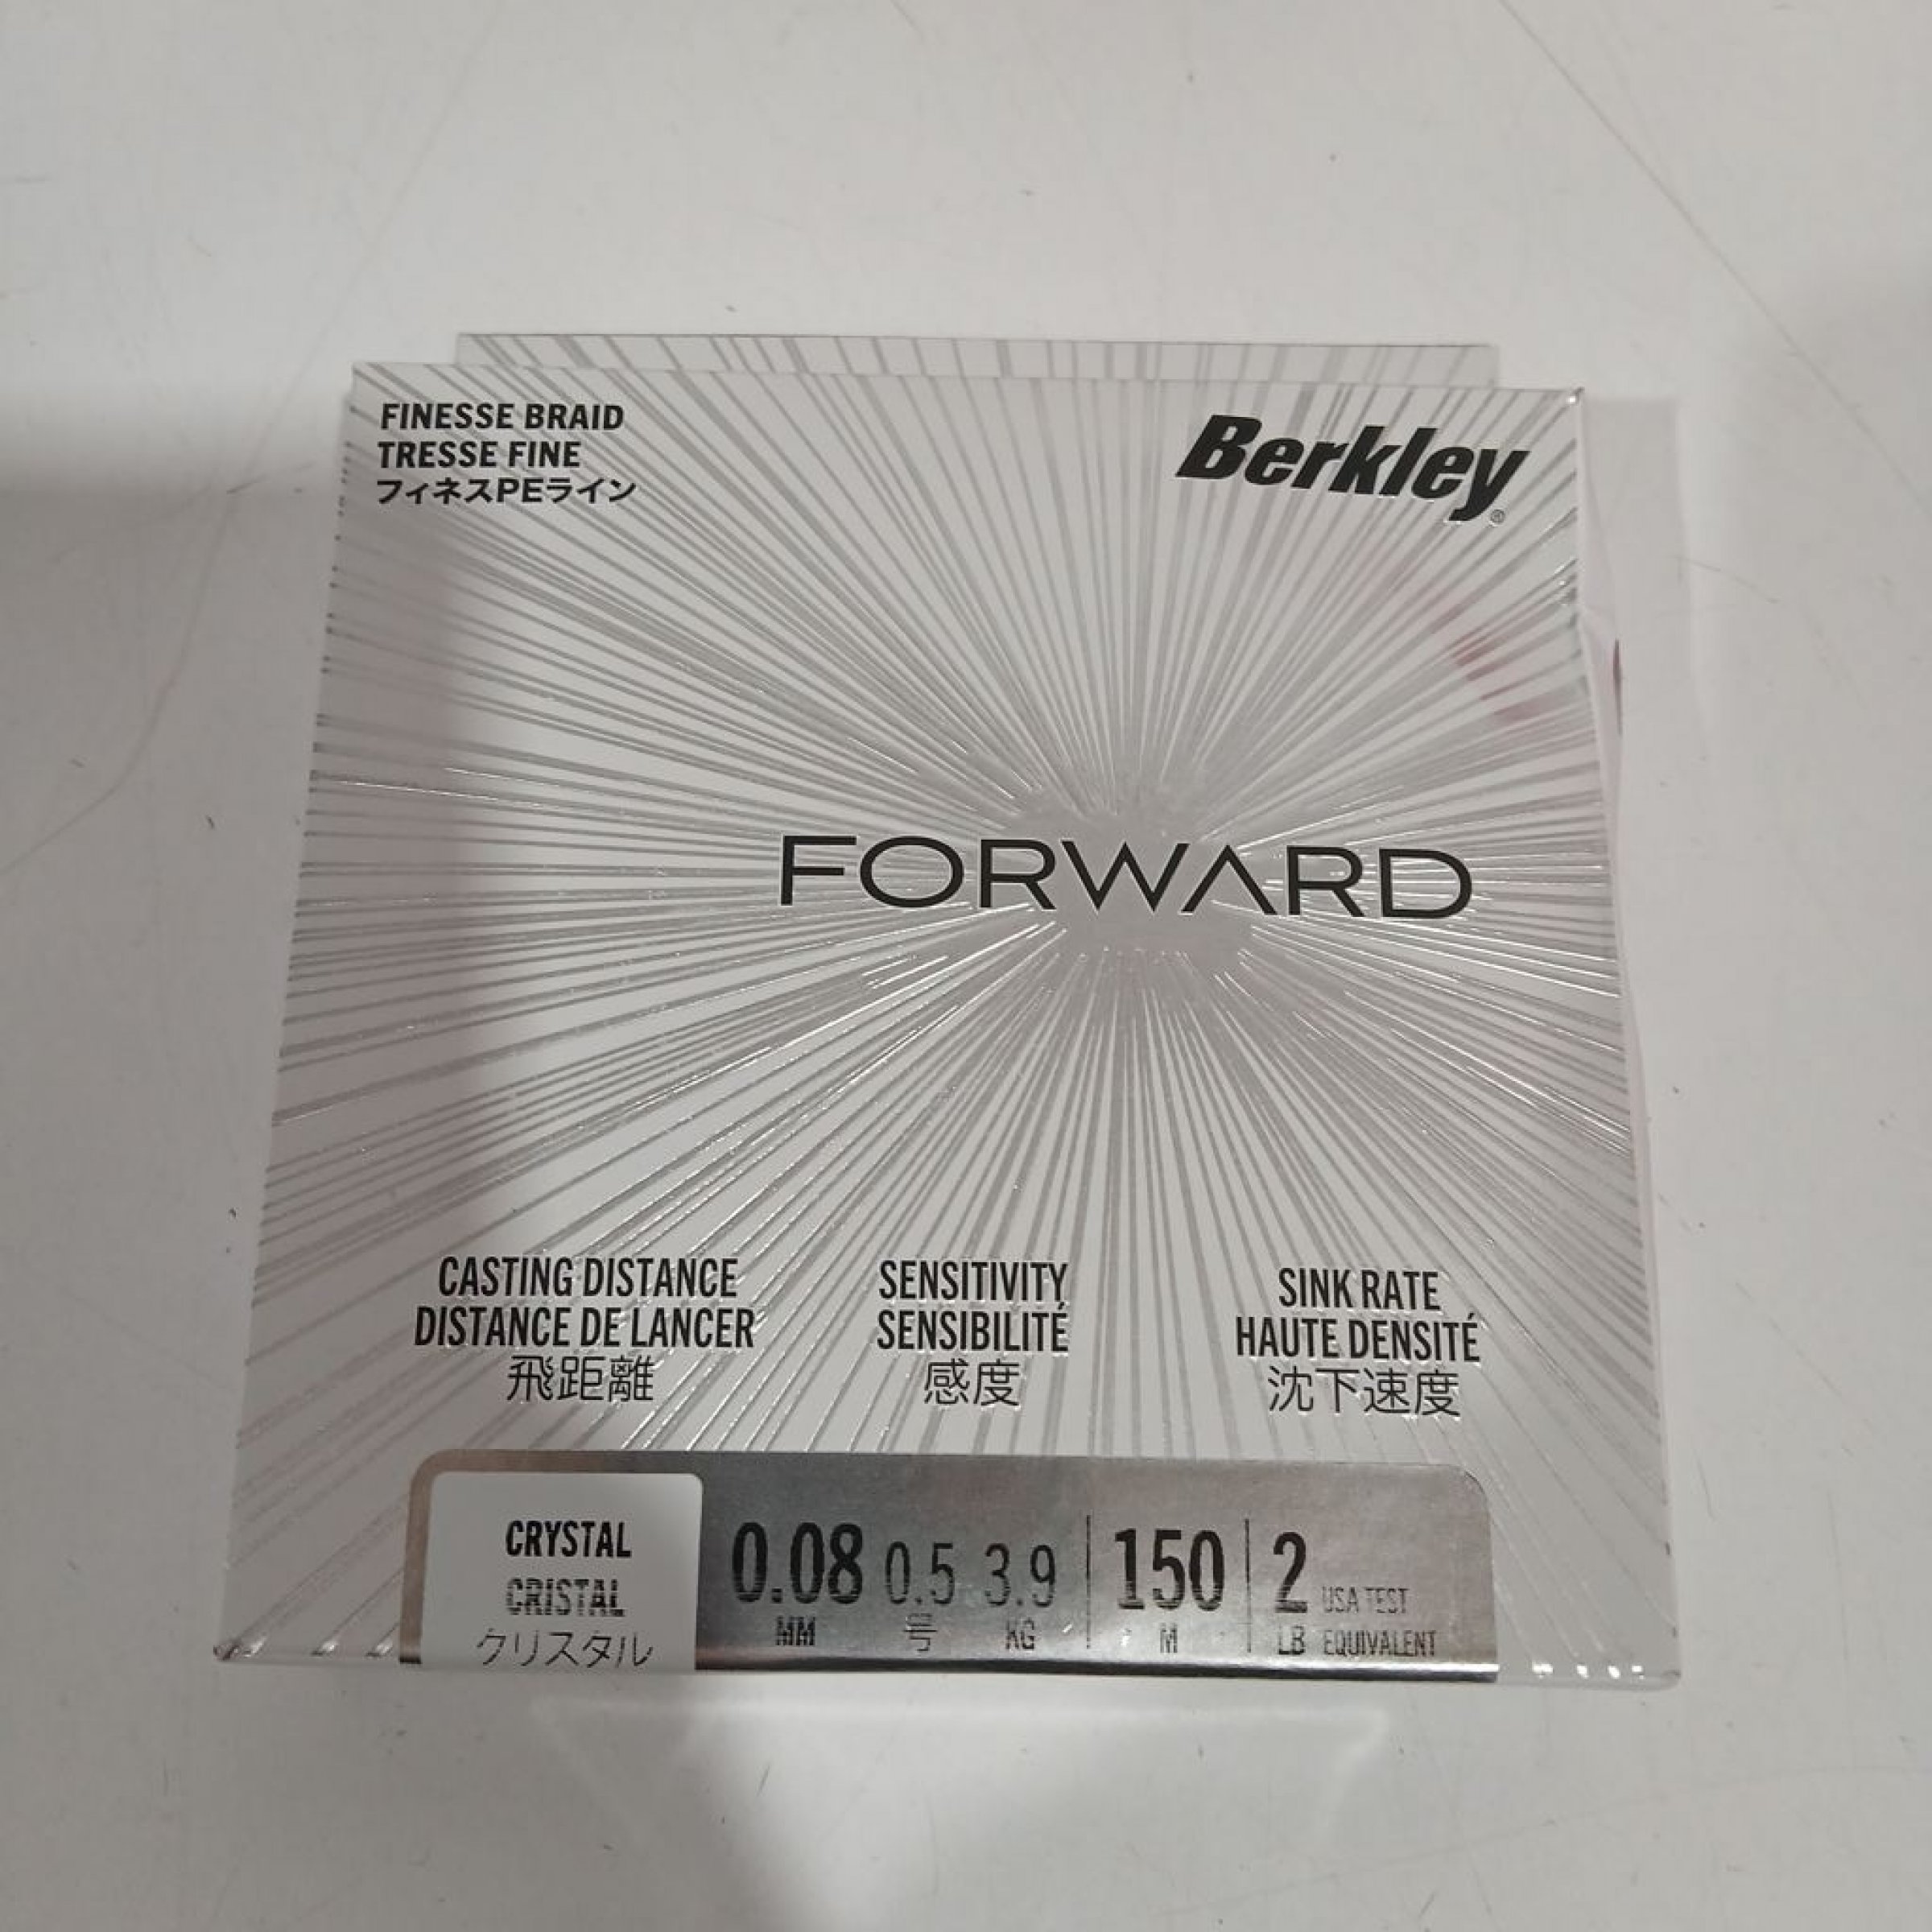 FINESSE BRAID
TRESSE FINE
フィネスPEライン
Berkley®
FORWARD
CASTING DISTANCE
DISTANCE DE LANCER
飛距離
SENSITIVITY
SENSIBILITÉ
感度
SINK RATE
HAUTE DENSITÉ
沈下速度
CRYSTAL
CRISTAL
クリスタル
0.08 0.5 3.9 150 2 USA TEST
MM 号 KG M LB EQUIVALENT